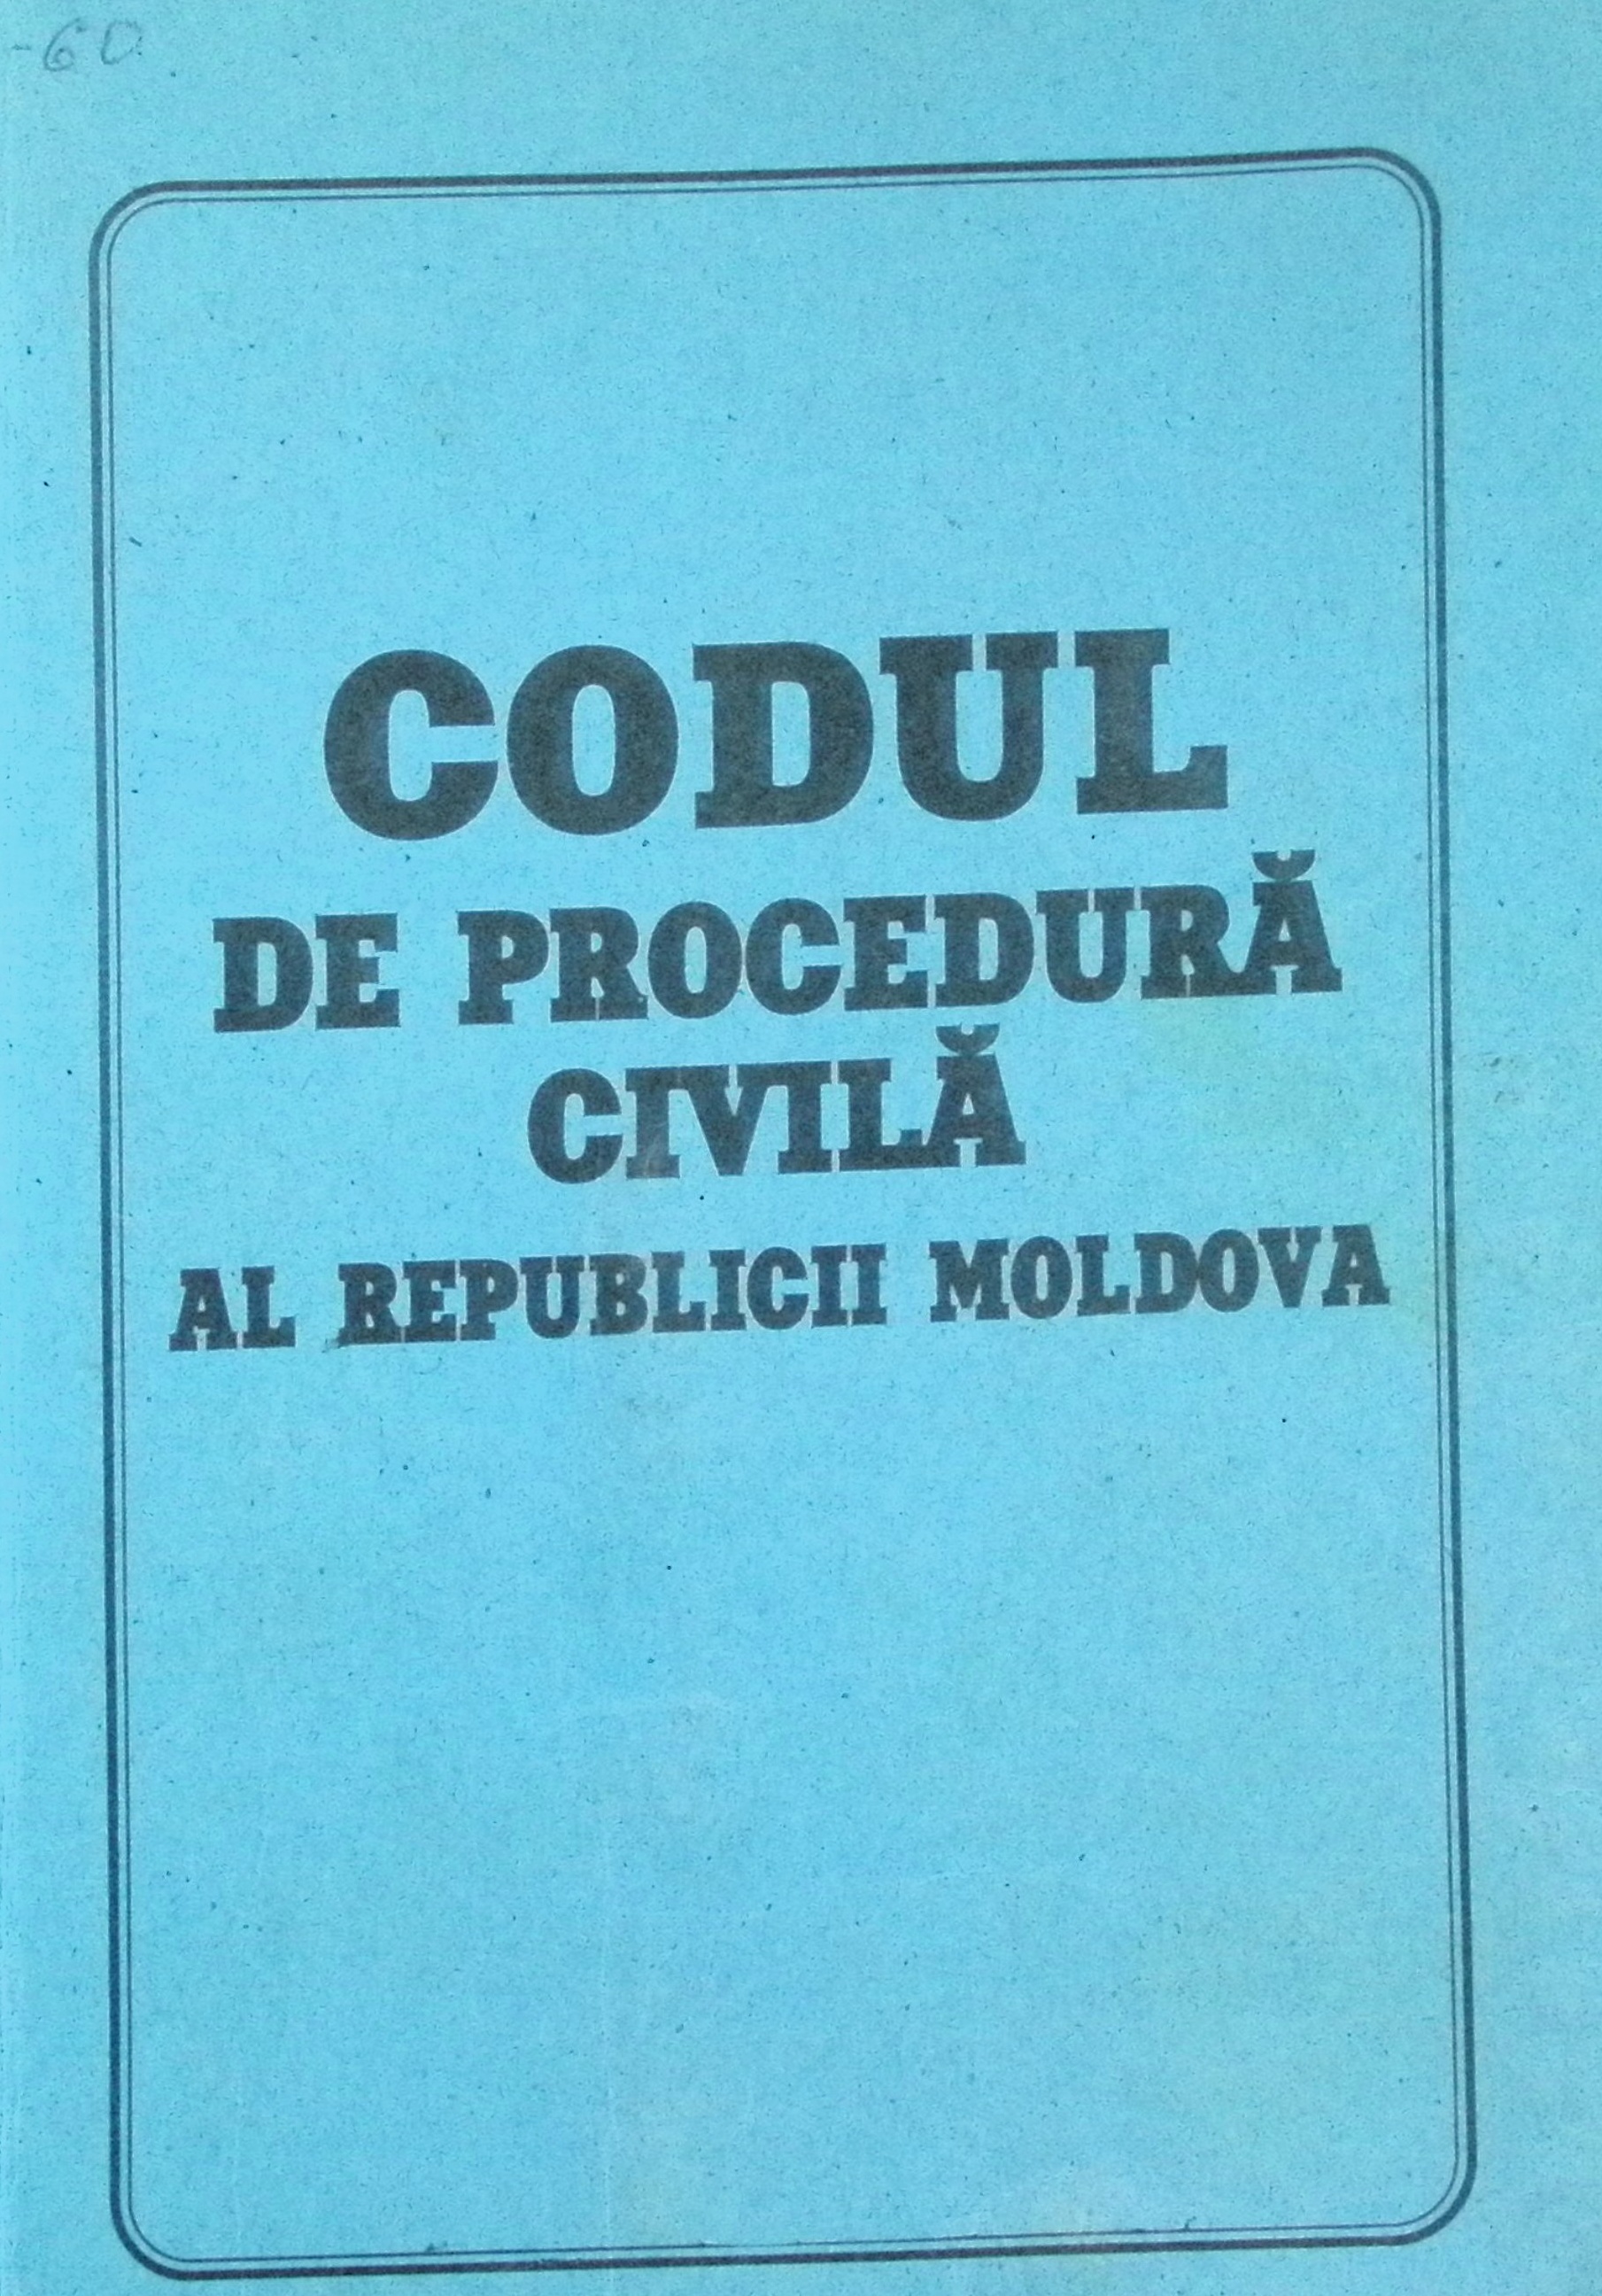 -60
CODUL
DE PROCEDURĂ
CIVILĂ
AL REPUBLICII MOLDOVA